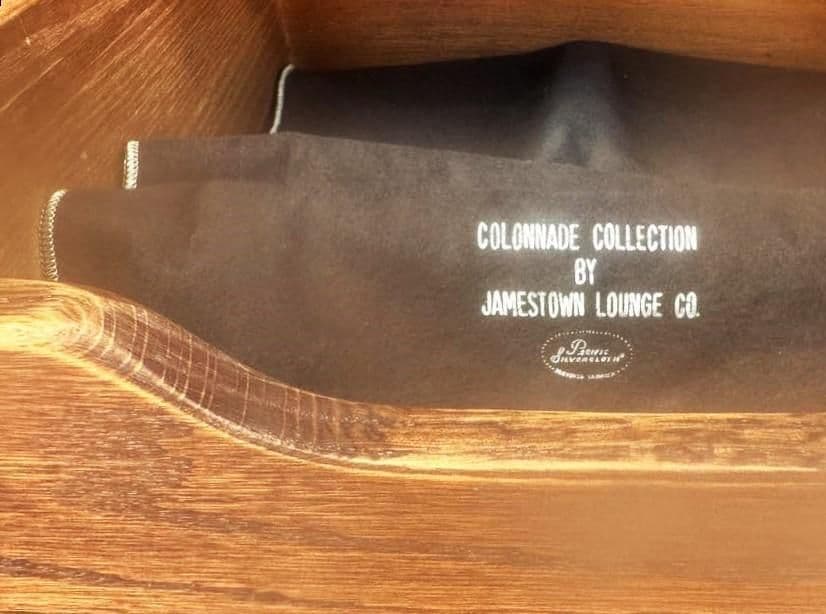 COLONNADE COLLECTION
BY
JAMESTOWN LOUNGE CO.
Pacific
SILVERCLOTH®